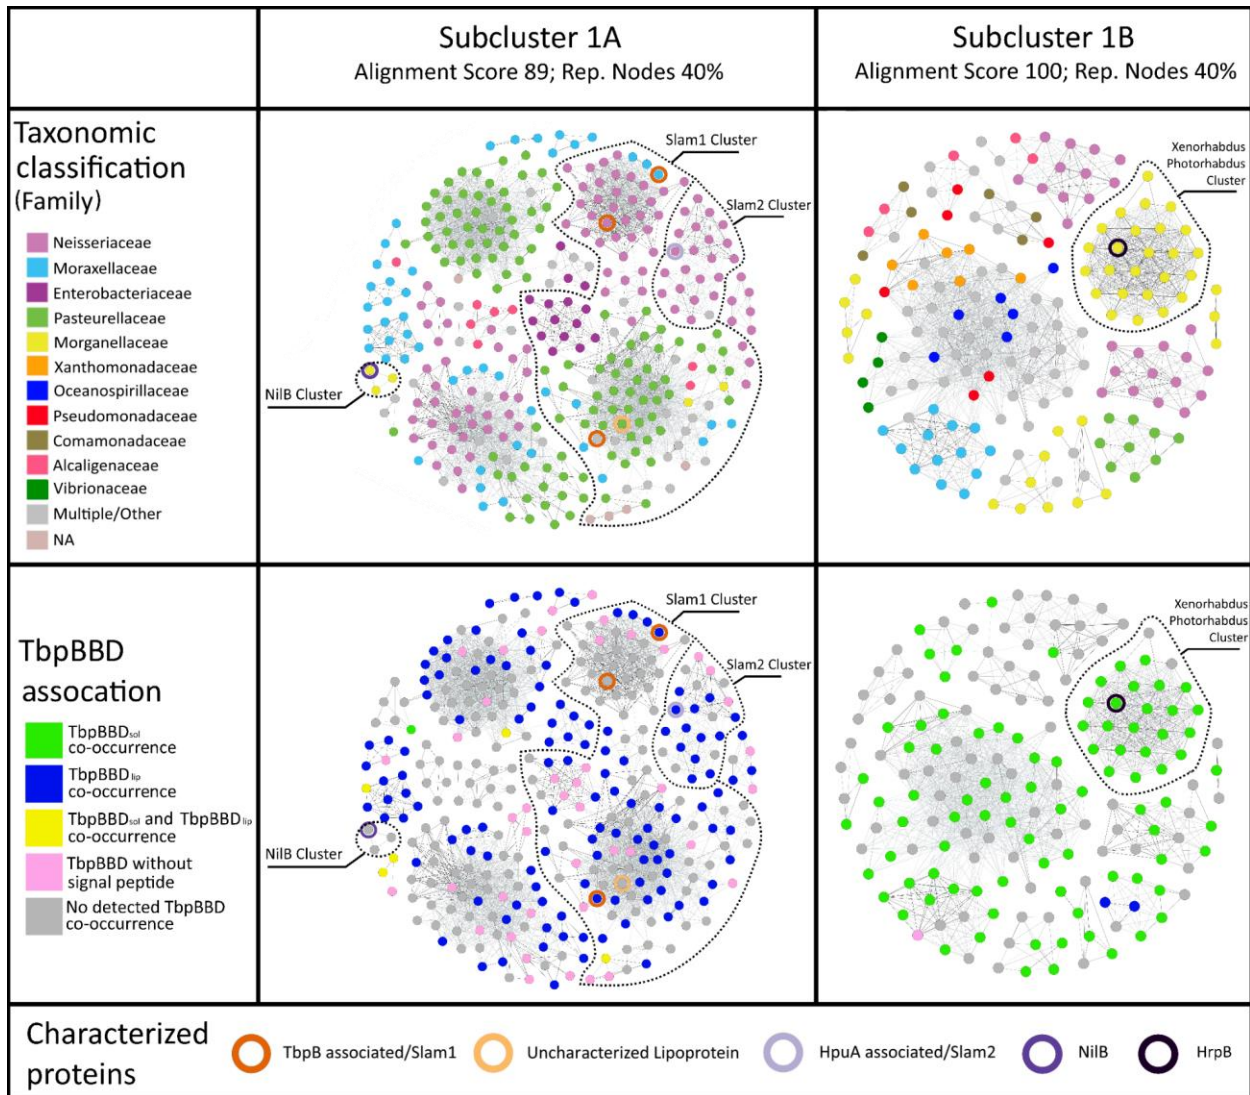 Subcluster 1A
Alignment Score 89; Rep. Nodes 40%
Subcluster 1B
Alignment Score 100; Rep. Nodes 40%
Taxonomic
classification
(Family)
Neisseriaceae
Moraxellaceae
Enterobacteriaceae
Pasteurellaceae
Morganellaceae
Xanthomonadaceae
Oceanospirillaceae
Pseudomonadaceae
Comamonadaceae
Alcaligenaceae
Vibrionaceae
Multiple/Other
NA
Slam1 Cluster
Slam2 Cluster
NilB Cluster
Xenorhabdus
Photorhabdus
Cluster
TbpBBD
assocation
TbpBBDsol
co-occurrence
TbpBBDlip
co-occurrence
TbpBBDsol and TbpBBDlip
co-occurrence
TbpBBD without
signal peptide
No detected TbpBBD
co-occurrence
Slam1 Cluster
Slam2 Cluster
NilB Cluster
Xenorhabdus
Photorhabdus
Cluster
Characterized
proteins
TbpB associated/Slam1
Uncharacterized Lipoprotein
HpuA associated/Slam2
NilB
HrpB